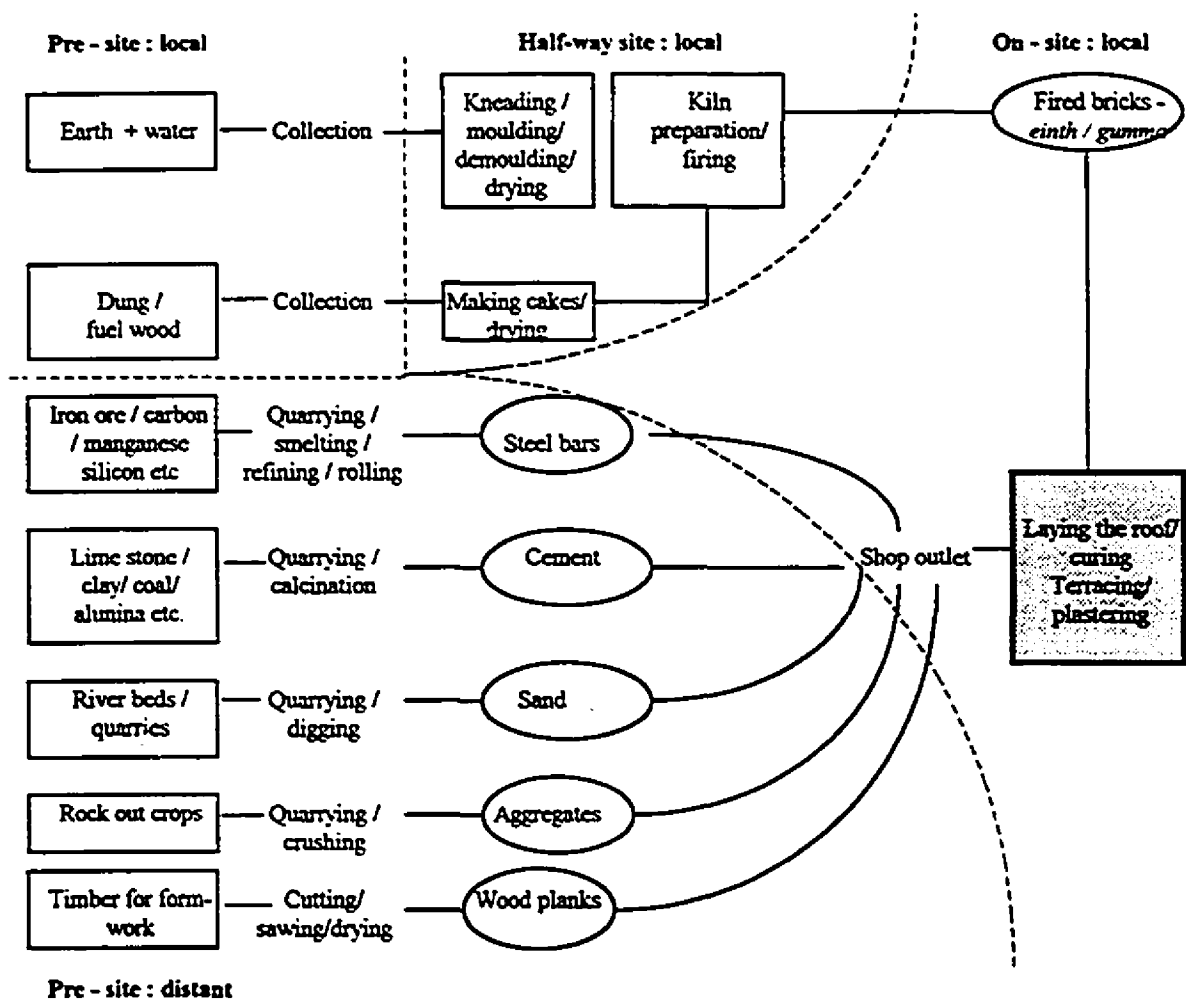 Pre - site : local
Half-way site : local
On - site : local
Earth + water
Collection
Kneading /
moulding/
demoulding/
drying
Kiln
preparation/
firing
Fired bricks -
einth / gumma
Dung /
fuel wood
Collection
Making cakes/
drying
Iron ore / carbon
/ manganese
silicon etc
Quarrying /
smelting /
refining / rolling
Steel bars
Lime stone /
clay/ coal/
alumina etc.
Quarrying /
calcination
Cement
Shop outlet
Laying the roof/
curing
Terracing/
plastering
River beds /
quarries
Quarrying /
digging
Sand
Rock out crops
Quarrying /
crushing
Aggregates
Timber for form-
work
Cutting/
sawing/drying
Wood planks
Pre - site : distant